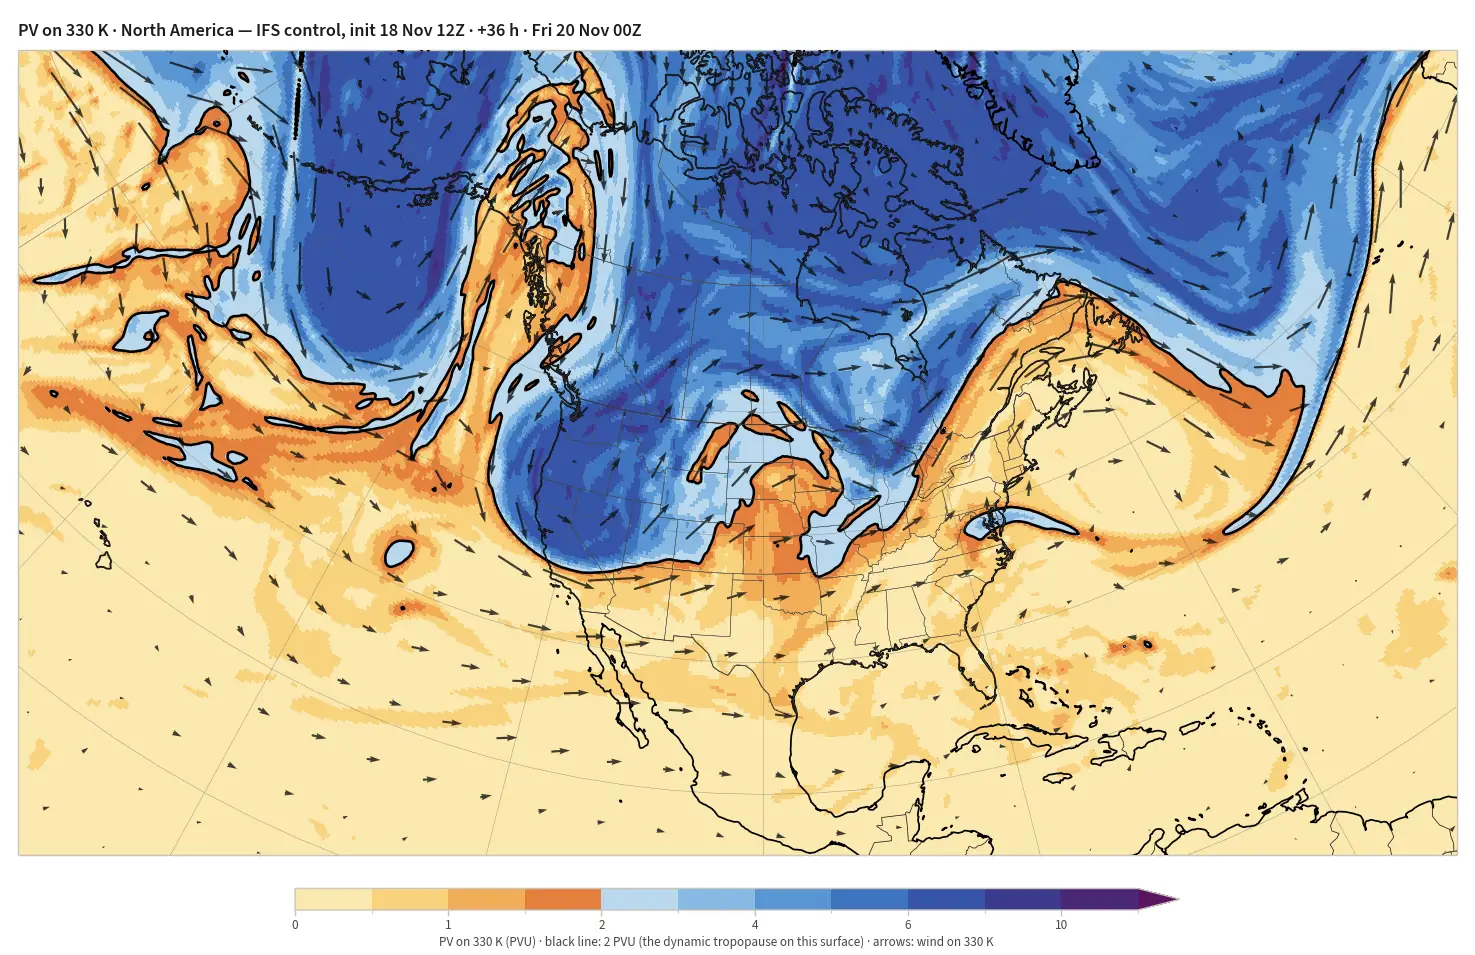 PV on 330 K · North America — IFS control, init 18 Nov 12Z · +36 h · Fri 20 Nov 00Z
0 1 2 4 6 10
PV on 330 K (PVU) · black line: 2 PVU (the dynamic tropopause on this surface) · arrows: wind on 330 K